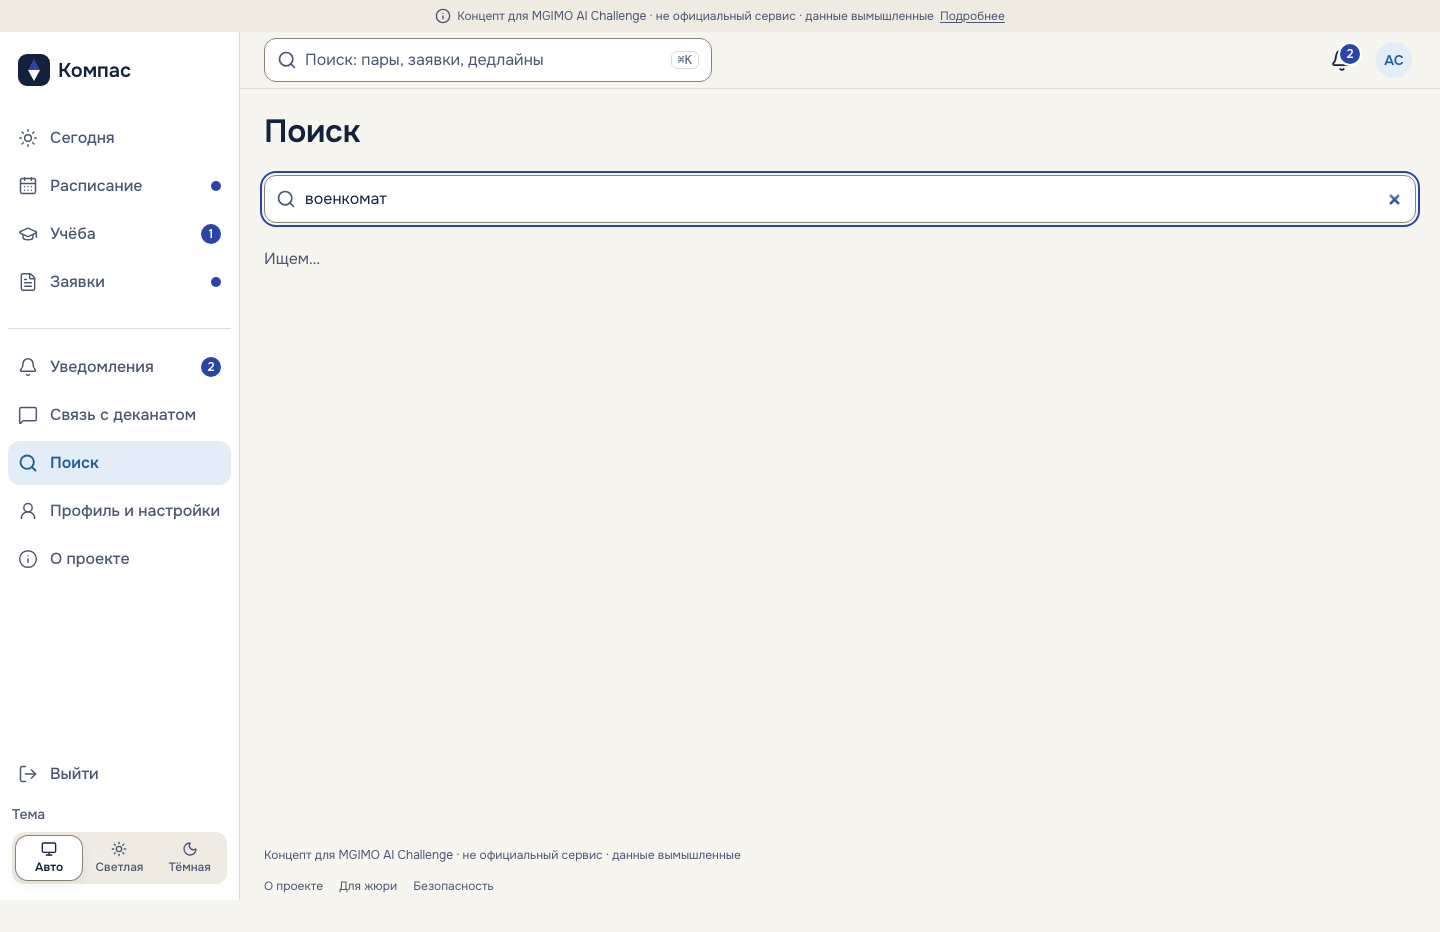 Концепт для MGIMO AI Challenge · не официальный сервис · данные вымышленные Подробнее
Компас
Поиск: пары, заявки, дедлайны ⌘K
2
АС
Сегодня
Расписание
Учёба 1
Заявки
Уведомления 2
Связь с деканатом
Поиск
Профиль и настройки
О проекте
Выйти
Тема
Авто Светлая Тёмная
Поиск
военкомат
Ищем…
Концепт для MGIMO AI Challenge · не официальный сервис · данные вымышленные
О проекте Для жюри Безопасность